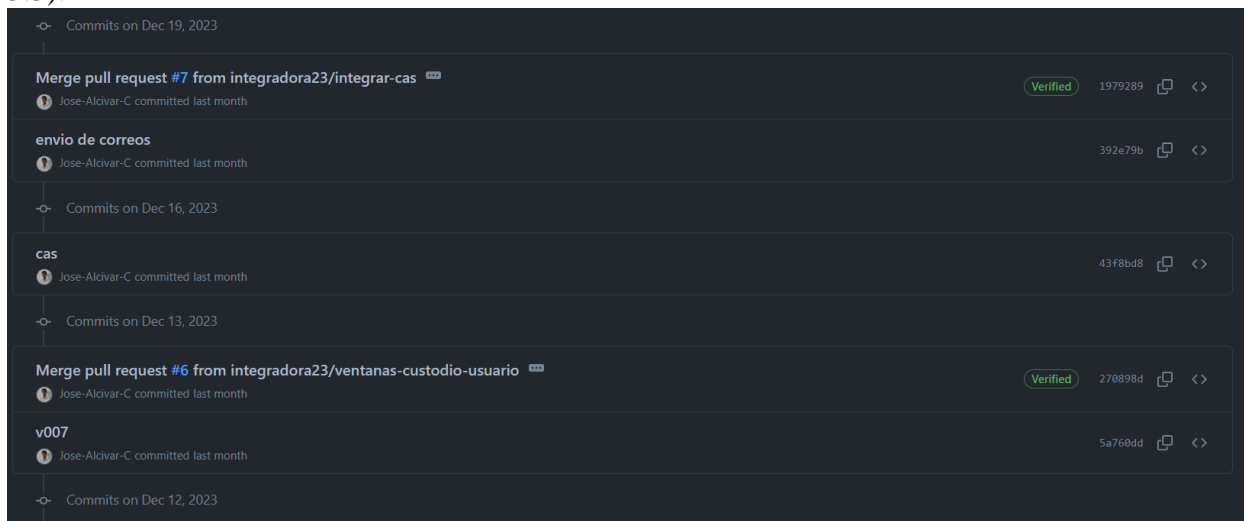 Commits on Dec 19, 2023
Merge pull request #7 from integradora23/integrar-cas
Jose-Alcivar-C committed last month
Verified 1979289
envio de correos
Jose-Alcivar-C committed last month
392e79b
Commits on Dec 16, 2023
cas
Jose-Alcivar-C committed last month
43f8bd8
Commits on Dec 13, 2023
Merge pull request #6 from integradora23/ventanas-custodio-usuario
Jose-Alcivar-C committed last month
Verified 270898d
v007
Jose-Alcivar-C committed last month
5a760dd
Commits on Dec 12, 2023